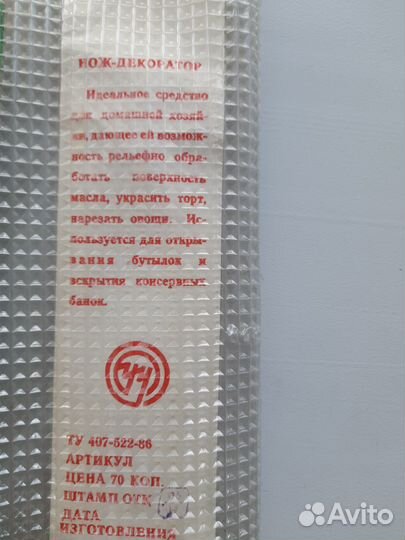 НОЖ-ДЕКОРАТОР
Идеальное средство
для домашней хозяй-
ки, дающее ей возмож-
ность рельефно обра-
ботать поверхность
масла, украсить торт,
нарезать овощи. Ис-
пользуется для откры-
вания бутылок и
вскрытия консервных
банок.
ТУ 407-522-86
АРТИКУЛ
ЦЕНА 70 КОП.
ШТАМП ОТК
ДАТА
ИЗГОТОВЛЕНИЯ
Avito